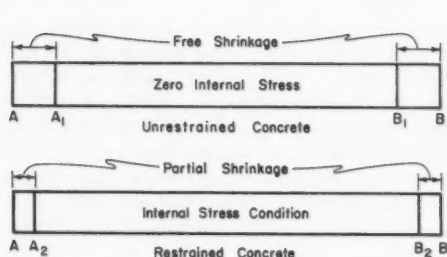 Free Shrinkage
Zero Internal Stress
A A1 B1 B
Unrestrained Concrete
Partial Shrinkage
Internal Stress Condition
A A2 B2 B
Restrained Concrete